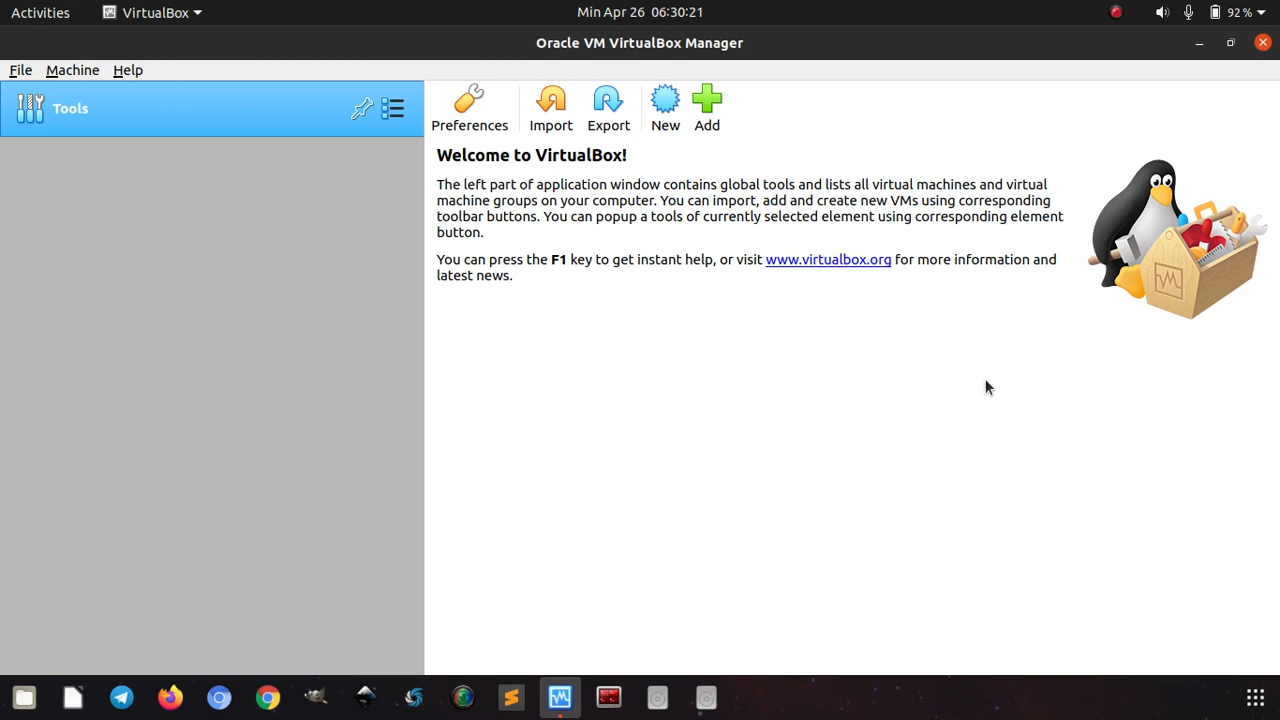 Activities VirtualBox Min Apr 26 06:30:21 92 %
Oracle VM VirtualBox Manager
File Machine Help
Tools
Preferences Import Export New Add
Welcome to VirtualBox!
The left part of application window contains global tools and lists all virtual machines and virtual
machine groups on your computer. You can import, add and create new VMs using corresponding
toolbar buttons. You can popup a tools of currently selected element using corresponding element
button.
You can press the F1 key to get instant help, or visit www.virtualbox.org for more information and
latest news.